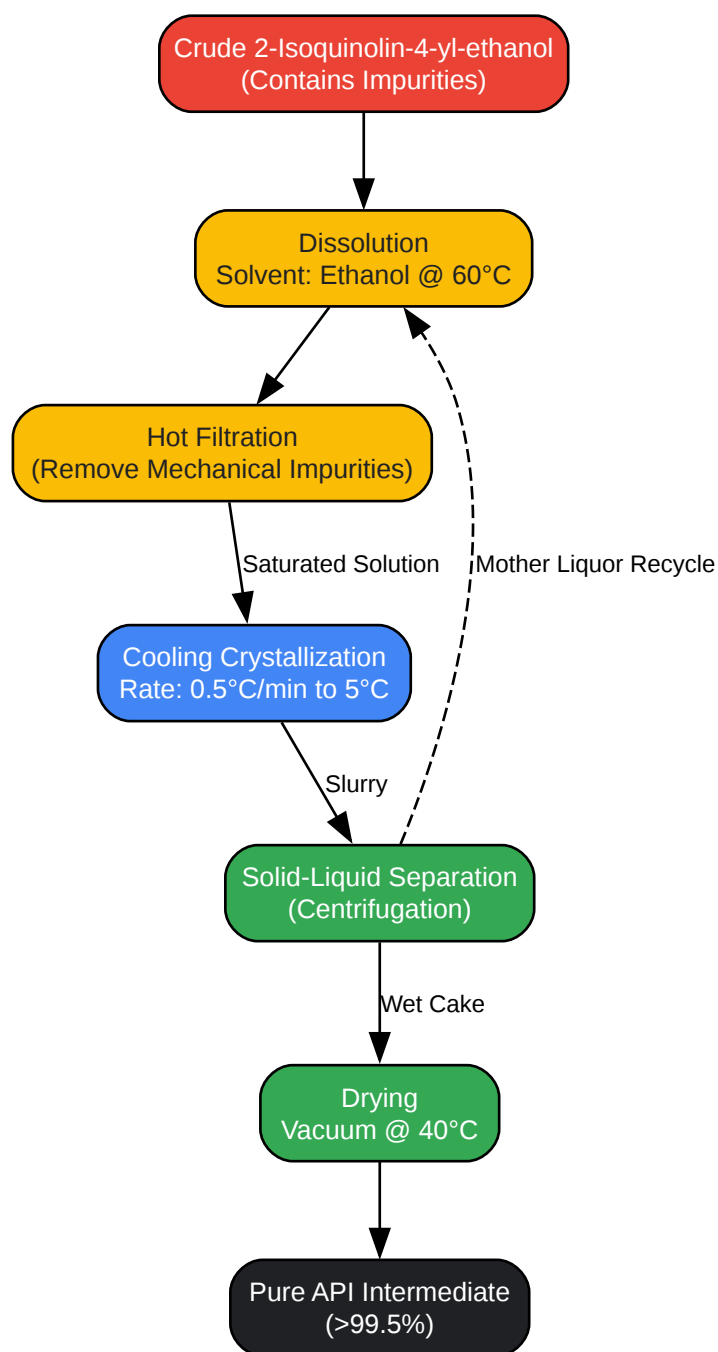 Crude 2-Isoquinolin-4-yl-ethanol
(Contains Impurities)
Dissolution
Solvent: Ethanol @ 60°C
Hot Filtration
(Remove Mechanical Impurities)
Saturated Solution
Mother Liquor Recycle
Cooling Crystallization
Rate: 0.5°C/min to 5°C
Slurry
Solid-Liquid Separation
(Centrifugation)
Wet Cake
Drying
Vacuum @ 40°C
Pure API Intermediate
(>99.5%)